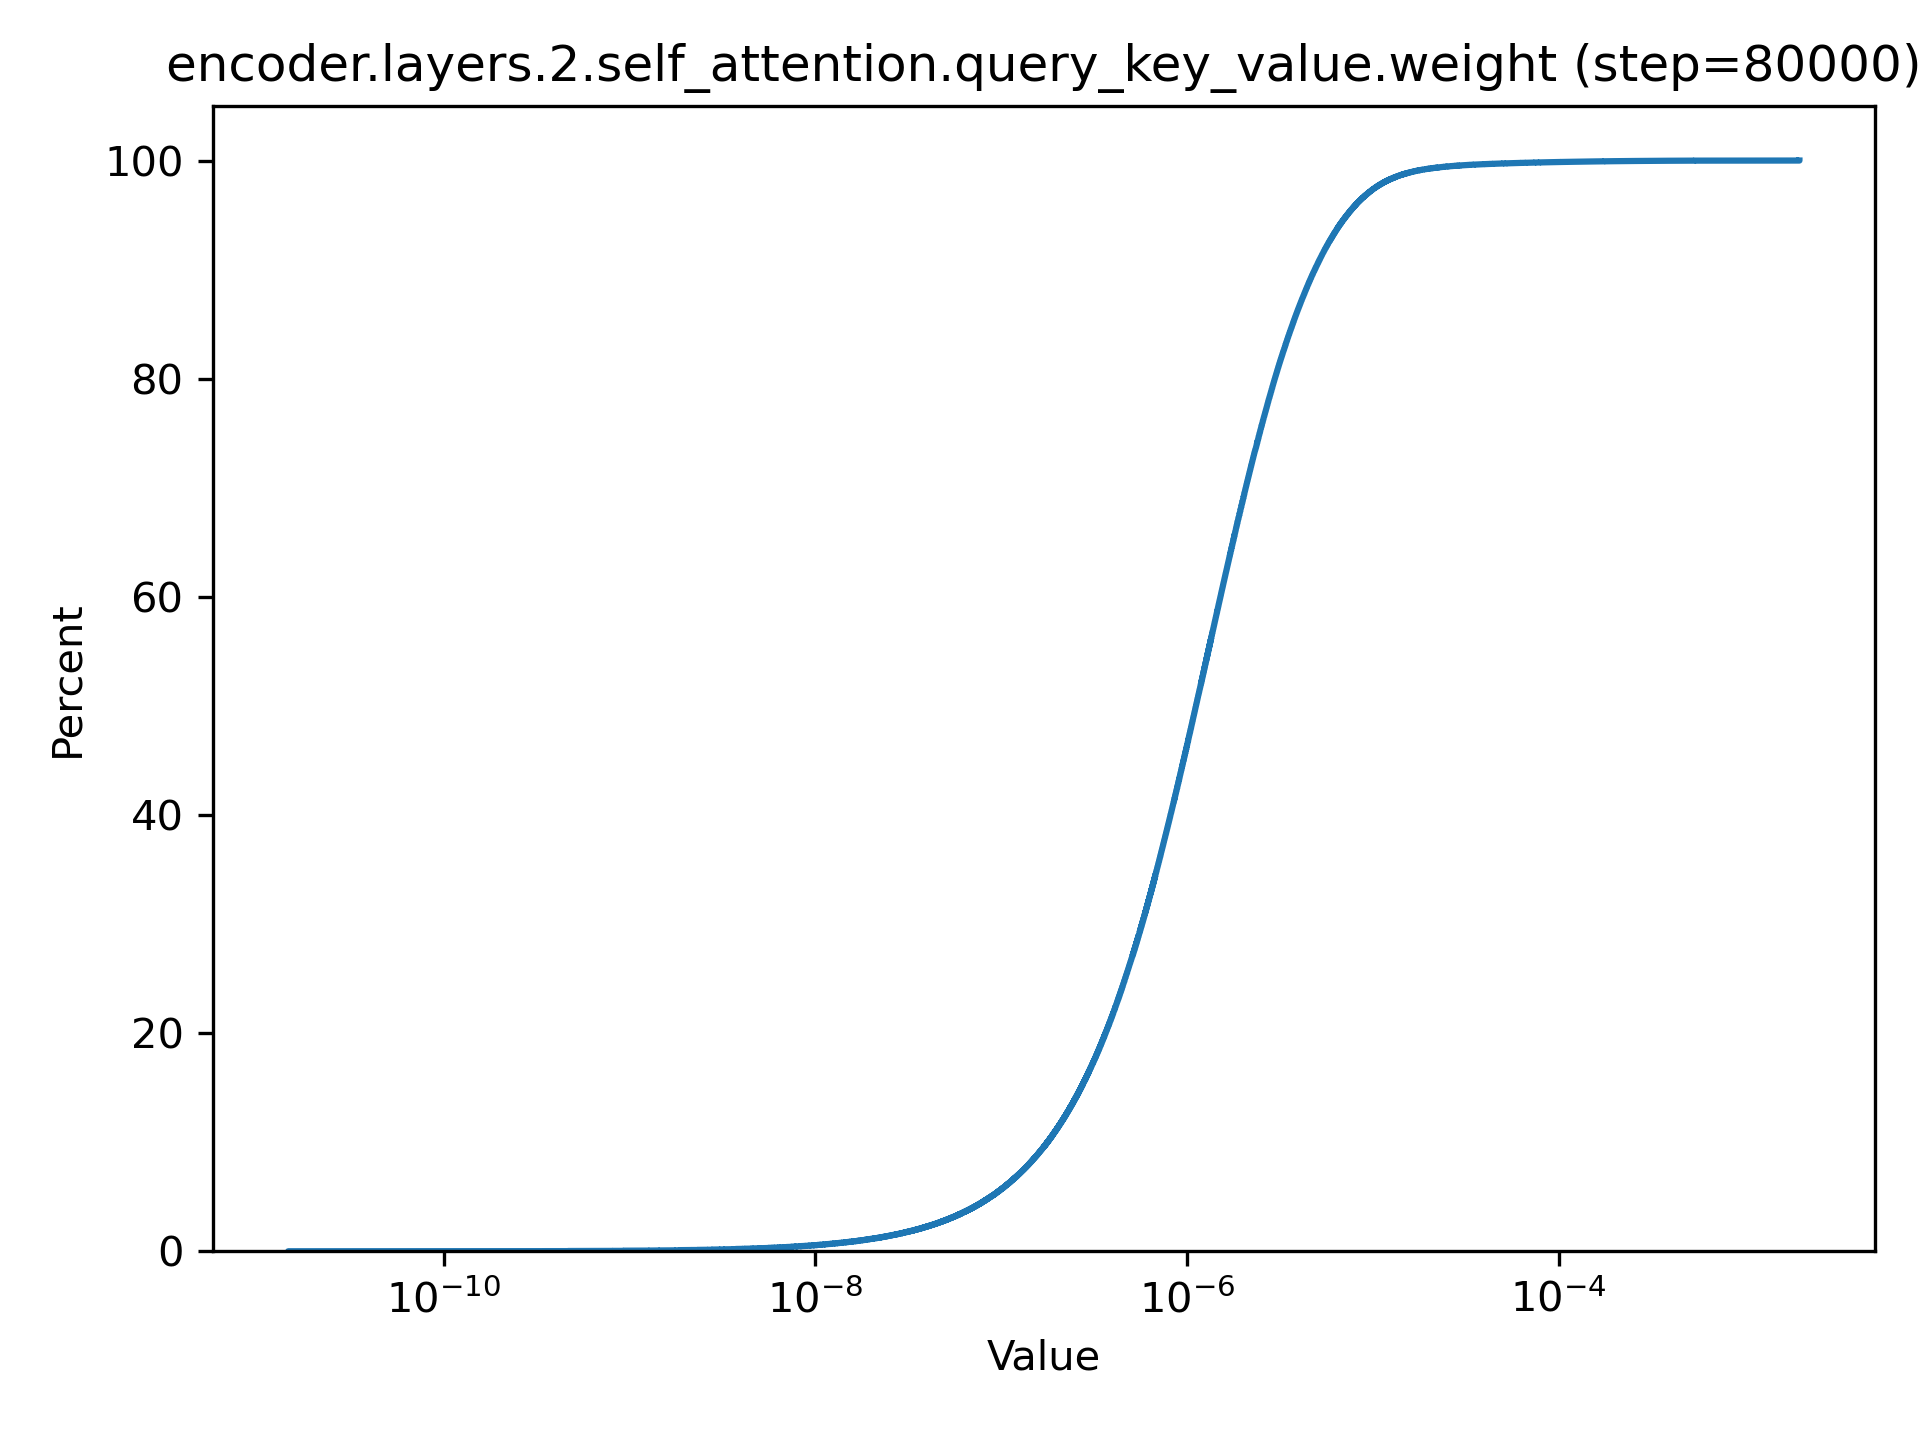 encoder.layers.2.self_attention.query_key_value.weight (step=80000)
100
80
60
40
20
0
Percent
10⁻¹⁰ 10⁻⁸ 10⁻⁶ 10⁻⁴
Value